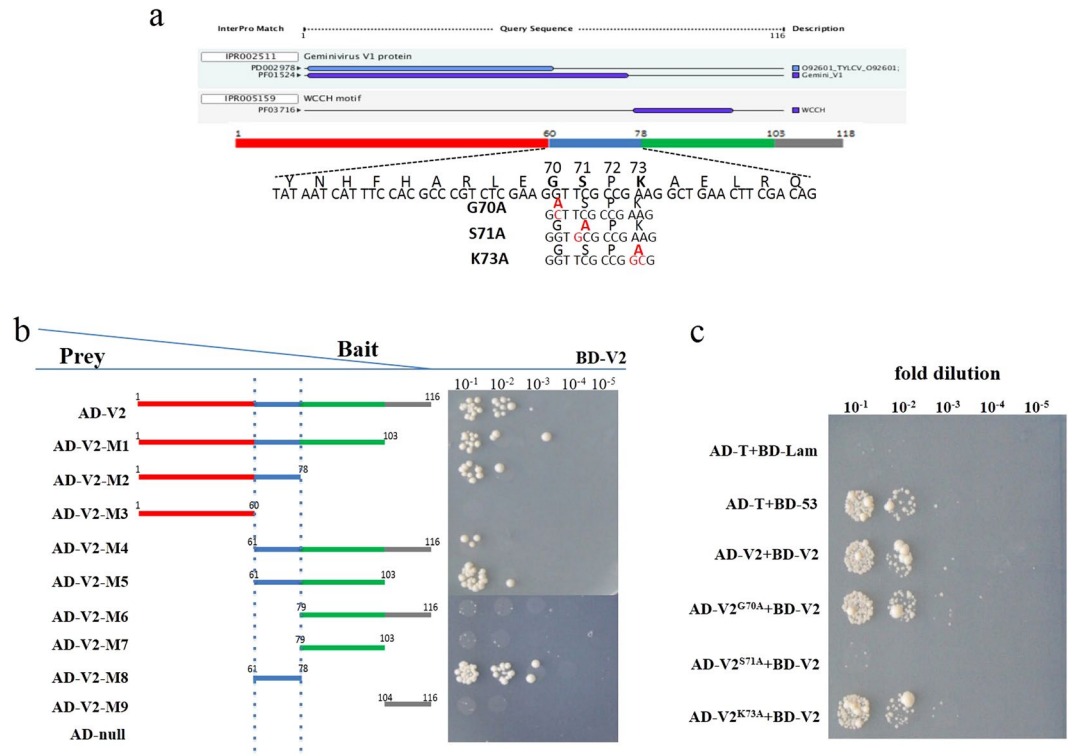 a
InterPro Match Query Sequence Description
1 116
IPR002511 Geminivirus V1 protein
PD002978 O92601_TYLCV_O92601;
PF01524 Gemini_V1
IPR005159 WCCH motif
PF03716 WCCH
1 60 78 103 118
70 71 72 73
Y N H F H A R L E G S P K A E L R Q
TAT AAT CAT TTC CAC GCC CGT CTC GAA GGT TCG CCG AAG GCT GAA CTT CGA CAG
G70A A S P K
GCT TCG CCG AAG
S71A G A P K
GGT GCG CCG AAG
K73A G S P A
GGT TCG CCG GCG
b
Prey Bait BD-V2
10-1 10-2 10-3 10-4 10-5
AD-V2 1 116
AD-V2-M1 1 103
AD-V2-M2 1 78
AD-V2-M3 1 60
AD-V2-M4 61 116
AD-V2-M5 61 103
AD-V2-M6 79 116
AD-V2-M7 79 103
AD-V2-M8 61 78
AD-V2-M9 104 116
AD-null
c
fold dilution
10-1 10-2 10-3 10-4 10-5
AD-T+BD-Lam
AD-T+BD-53
AD-V2+BD-V2
AD-V2G70A+BD-V2
AD-V2S71A+BD-V2
AD-V2K73A+BD-V2